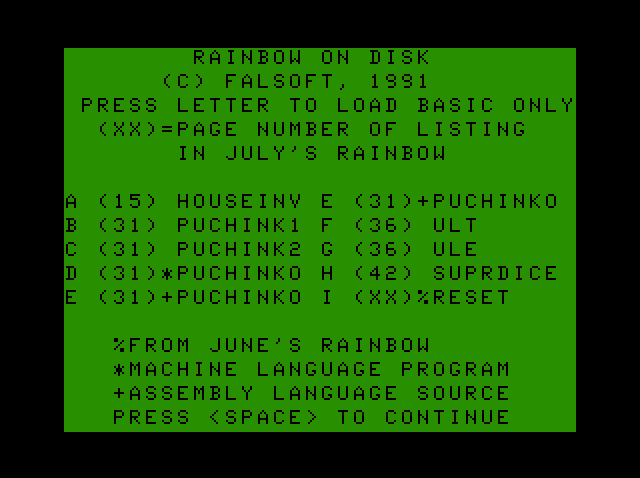 RAINBOW ON DISK
(C) FALSOFT, 1991
PRESS LETTER TO LOAD BASIC ONLY
(XX)=PAGE NUMBER OF LISTING
IN JULY'S RAINBOW
A (15) HOUSEINV E (31)+PUCHINKO
B (31) PUCHINK1 F (36) ULT
C (31) PUCHINK2 G (36) ULE
D (31)*PUCHINKO H (42) SUPRDICE
E (31)+PUCHINKO I (XX)%RESET
%FROM JUNE'S RAINBOW
*MACHINE LANGUAGE PROGRAM
+ASSEMBLY LANGUAGE SOURCE
PRESS <SPACE> TO CONTINUE